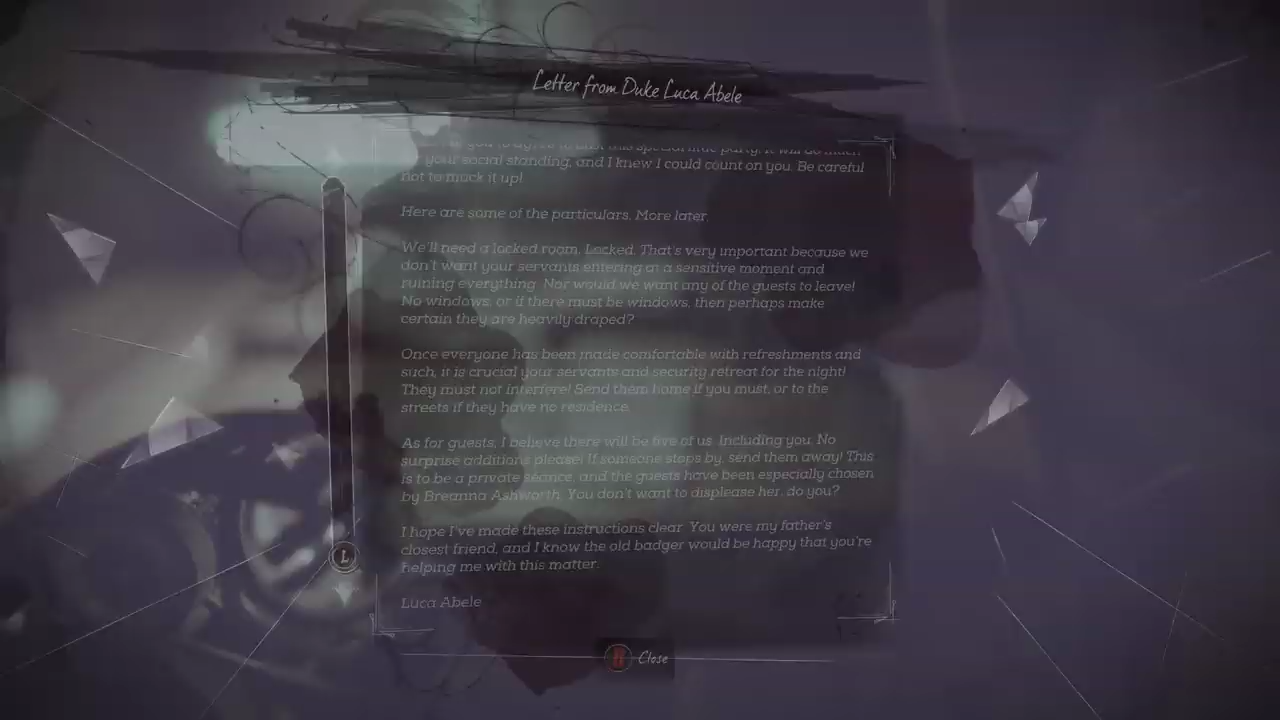 Letter from Duke Luca Abele
this special little party. It will do much
your social standing, and I knew I could count on you. Be careful
not to muck it up!
Here are some of the particulars. More later.
We'll need a locked room. Locked. That's very important because we
don't want your servants entering at a sensitive moment and
ruining everything. Nor would we want any of the guests to leave!
No windows, or if there must be windows, then perhaps make
certain they are heavily draped?
Once everyone has been made comfortable with refreshments and
such, it is crucial your servants and security retreat for the night!
They must not interfere! Send them home if you must, or to the
streets if they have no residence.
As for guests, I believe there will be five of us. Including you. No
surprise additions please! If someone stops by, send them away! This
is to be a private séance, and the guests have been especially chosen
by Breanna Ashworth. You don't want to displease her, do you?
I hope I've made these instructions clear. You were my father's
closest friend, and I know the old badger would be happy that you're
helping me with this matter.
Luca Abele
L
Close